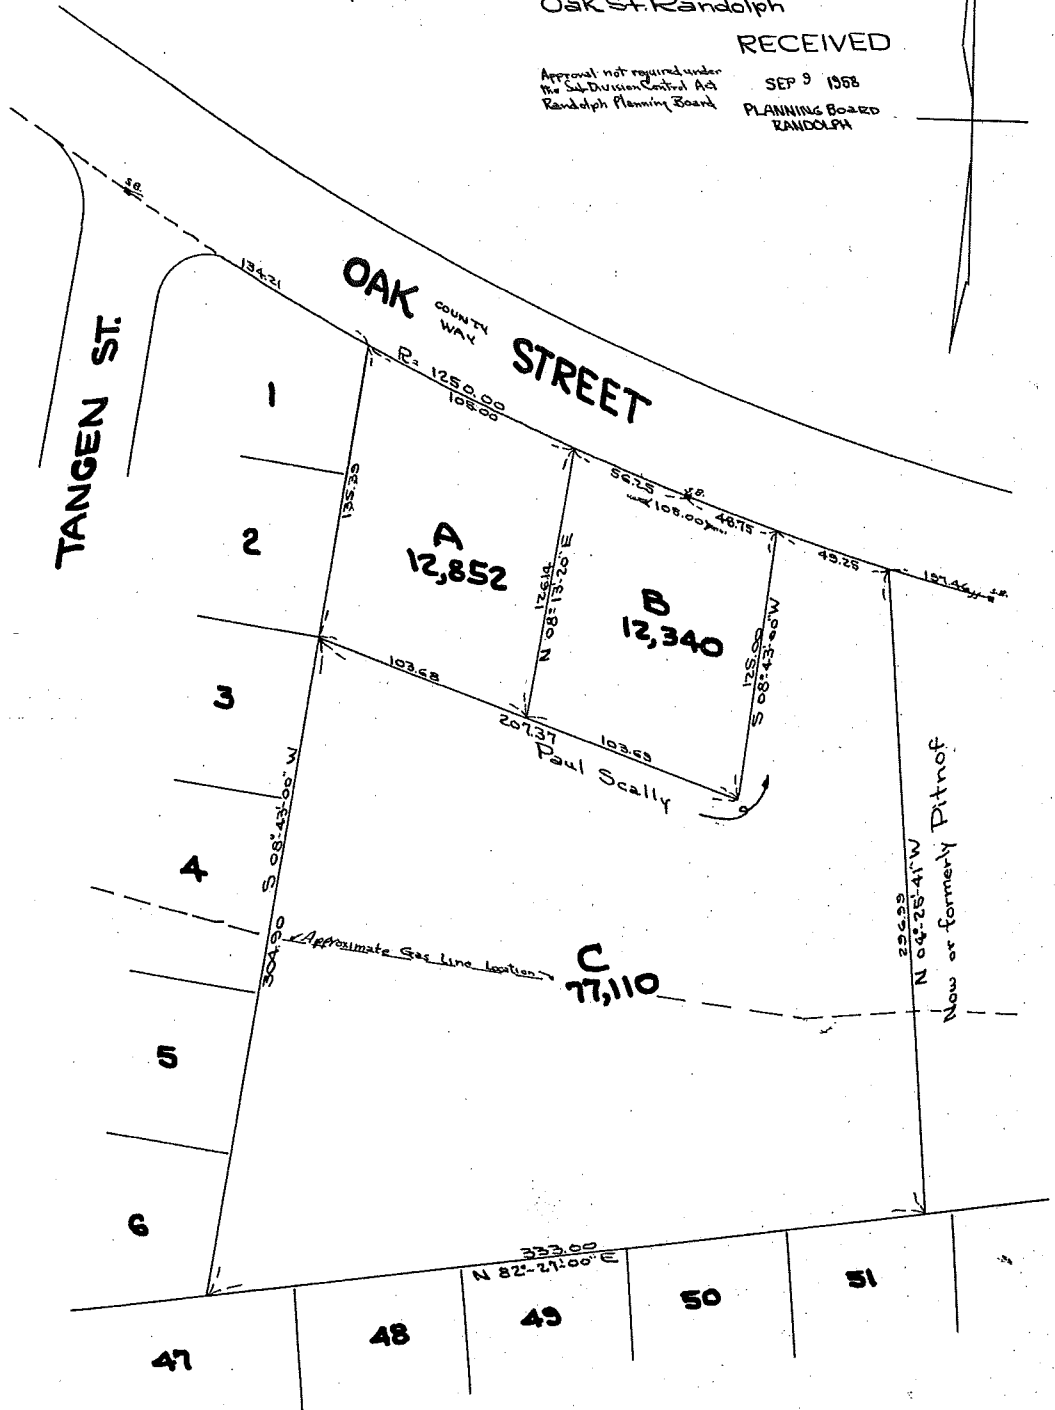 Oak St. Randolph
RECEIVED
SEP 9 1968
PLANNING BOARD
RANDOLPH
Approval not required under
the Sub Division Control Act
Randolph Planning Board
S.B.
134.21
OAK
COUNTY
WAY
STREET
R= 1250.00
105.00
TANGEN ST.
1
135.39
2
A
12,852
126.14
N 08°-13'-20" E
56.25
S.B.
48.75
105.00
49.25
197.46
S.B.
B
12,340
125.00
S 08°-43'-00" W
3
103.68
207.37
103.69
Paul Scally
S 08°-43'-00" W
304.90
4
Approximate Gas Line Location
C
77,110
296.99
N 04°-25'-41" W
Now or formerly Pitnof
5
6
333.00
N 82°-27'-00" E
47
48
49
50
51